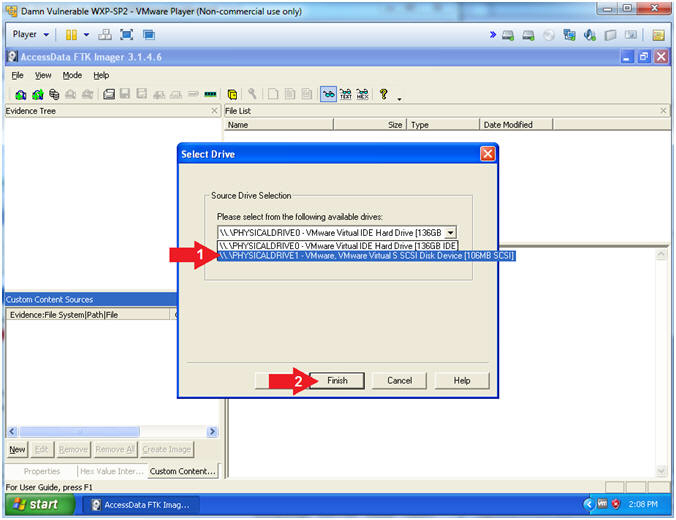 Damn Vulnerable WXP-SP2 - VMware Player (Non-commercial use only)
Player
AccessData FTK Imager 3.1.4.6
File View Mode Help
TEXT HEX
Evidence Tree
File List
Name Size Type Date Modified
Select Drive
Source Drive Selection
Please select from the following available drives:
\\.\PHYSICALDRIVE0 - VMware Virtual IDE Hard Drive [136GB
\\.\PHYSICALDRIVE0 - VMware Virtual IDE Hard Drive [136GB IDE]
1
\\.\PHYSICALDRIVE1 - VMware, VMware Virtual S SCSI Disk Device [106MB SCSI]
Custom Content Sources
Evidence:File System|Path|File
2
Finish Cancel Help
New Edit Remove Remove All Create Image
Properties Hex Value Inter... Custom Content...
For User Guide, press F1
start
AccessData FTK Imag...
2:08 PM